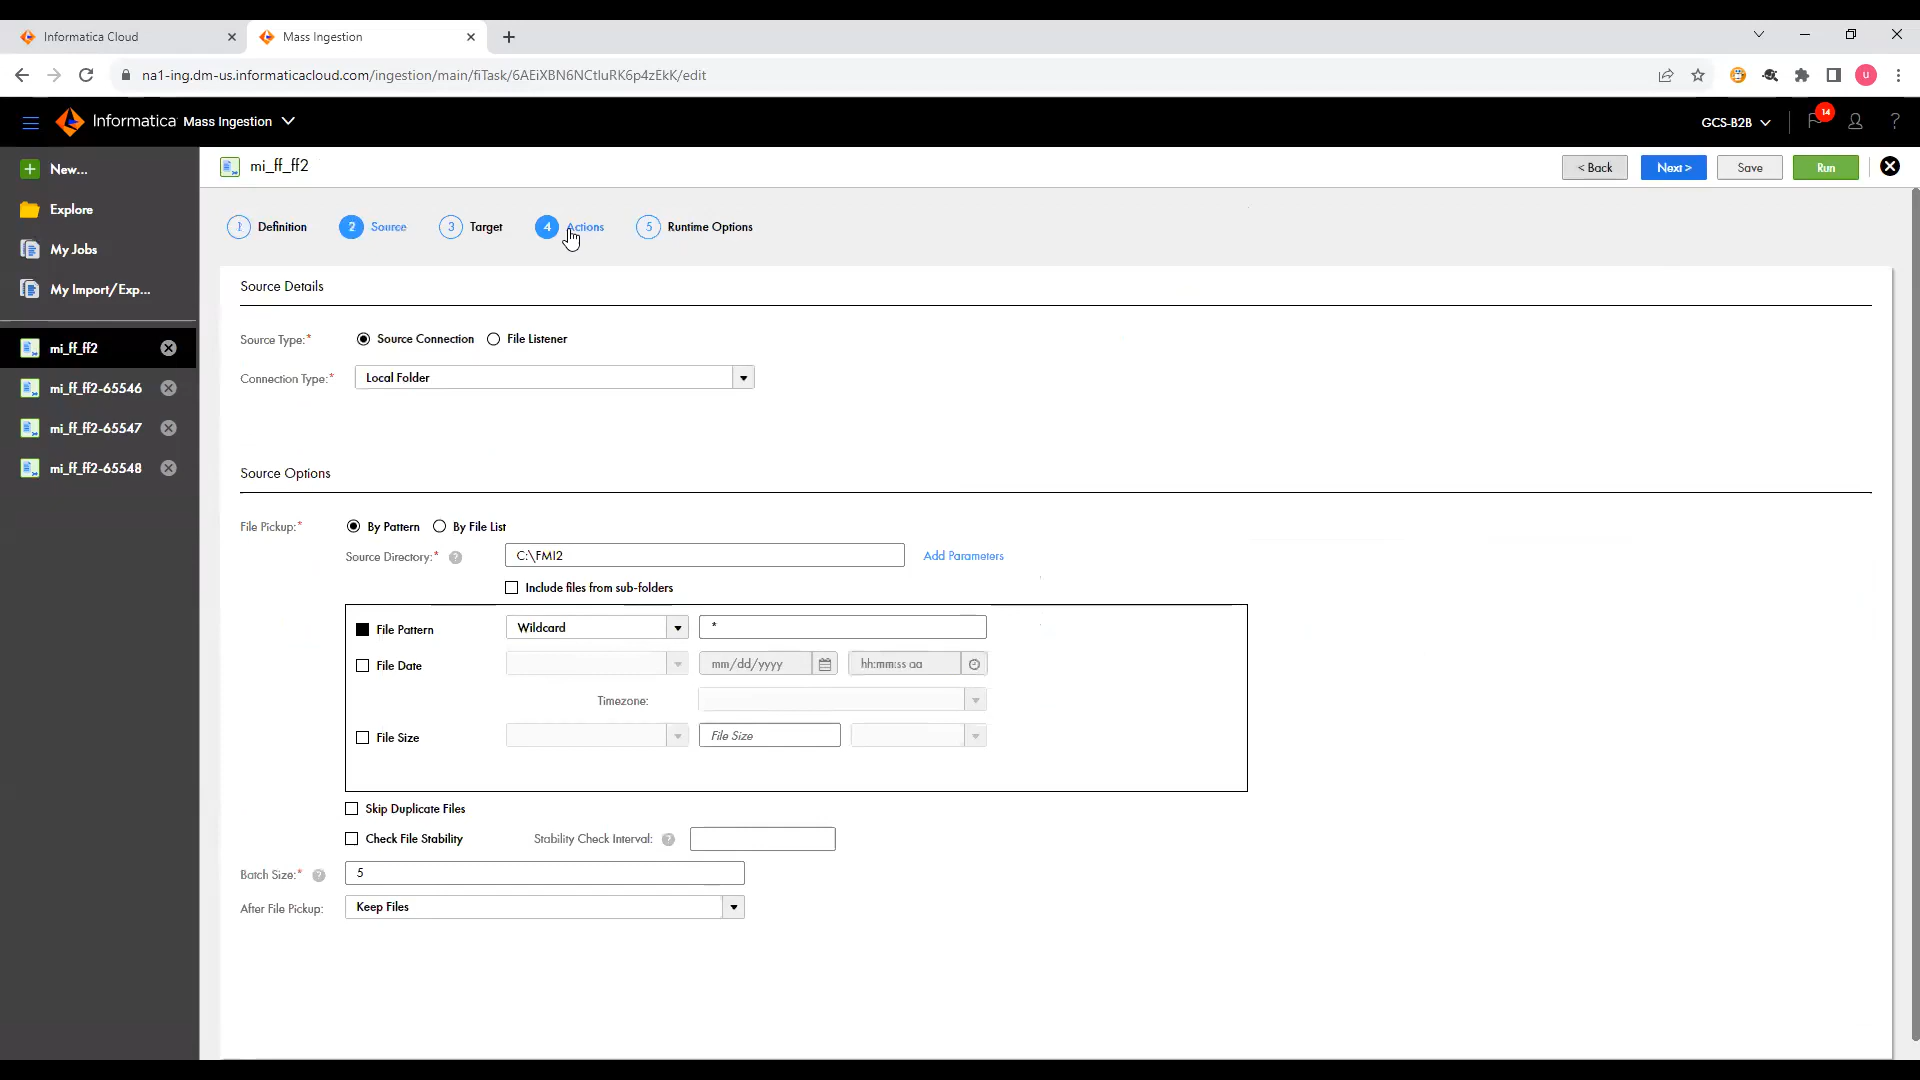 Informatica Cloud
Mass Ingestion
na1-ing.dm-us.informaticacloud.com/ingestion/main/fiTask/6AEiXBN6NCtluRK6p4zEkK/edit
U
Informatica Mass Ingestion
GCS-B2B
14
?
New...
Explore
My Jobs
My Import/Exp...
mi_ff_ff2
mi_ff_ff2-65546
mi_ff_ff2-65547
mi_ff_ff2-65548
mi_ff_ff2
< Back
Next >
Save
Run
1 Definition
2 Source
3 Target
4 Actions
5 Runtime Options
Source Details
Source Type:* Source Connection File Listener
Connection Type:* Local Folder
Source Options
File Pickup:* By Pattern By File List
Source Directory:* ? C:\FMI2 Add Parameters
Include files from sub-folders
File Pattern Wildcard *
File Date mm/dd/yyyy hh:mm:ss aa
Timezone:
File Size File Size
Skip Duplicate Files
Check File Stability Stability Check Interval: ?
Batch Size:* ? 5
After File Pickup: Keep Files